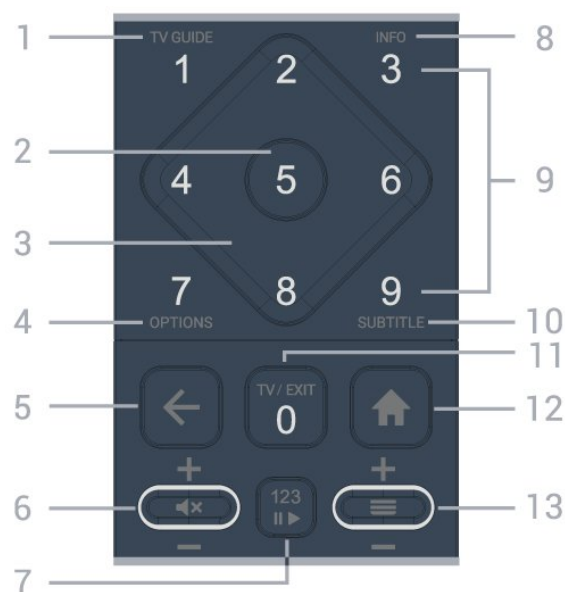 1 TV GUIDE INFO 8
1 2 3
2 4 5 6 9
3
7 8 9
4 OPTIONS SUBTITLE 10
11
5 TV / EXIT 12
0
+ +
6 123 13
− −
7